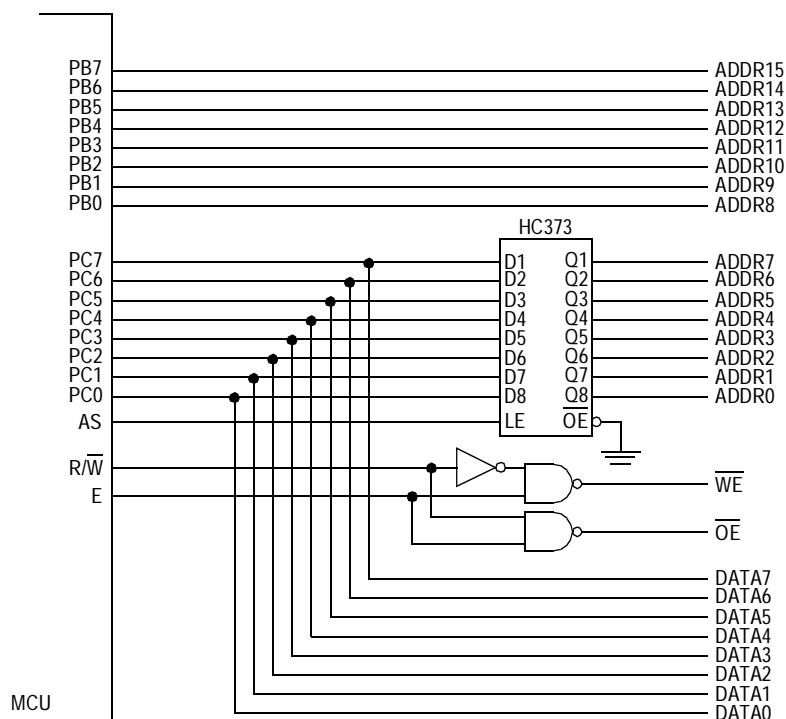 PB7 ADDR15
PB6 ADDR14
PB5 ADDR13
PB4 ADDR12
PB3 ADDR11
PB2 ADDR10
PB1 ADDR9
PB0 ADDR8
HC373
PC7 D1 Q1 ADDR7
PC6 D2 Q2 ADDR6
PC5 D3 Q3 ADDR5
PC4 D4 Q4 ADDR4
PC3 D5 Q5 ADDR3
PC2 D6 Q6 ADDR2
PC1 D7 Q7 ADDR1
PC0 D8 Q8 ADDR0
AS LE O̅E̅
R/W̅
W̅E̅
E
O̅E̅
DATA7
DATA6
DATA5
DATA4
DATA3
DATA2
DATA1
MCU DATA0